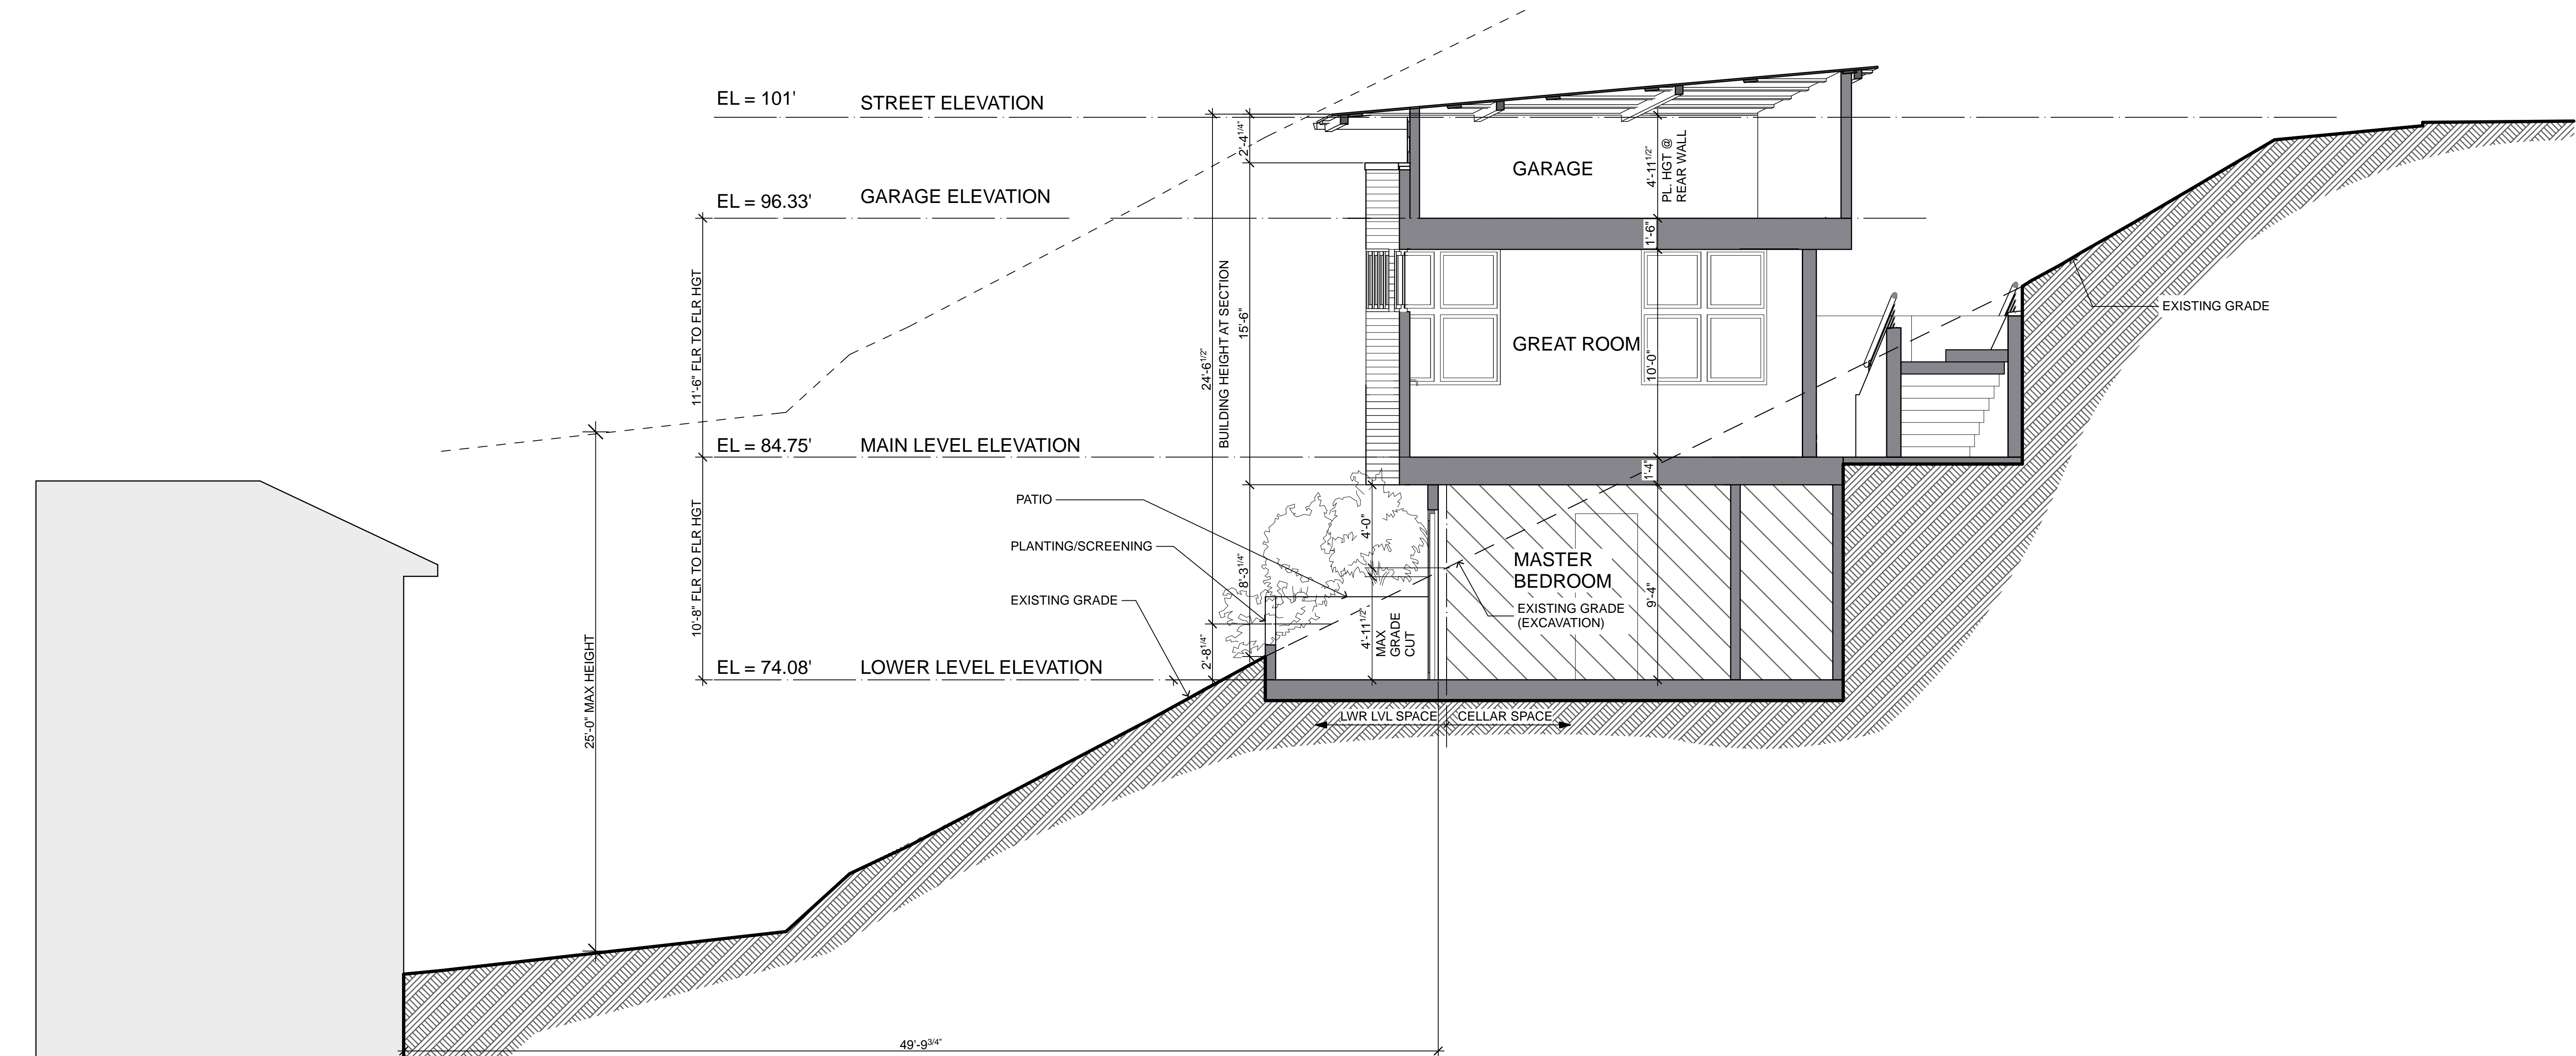 EL = 101' STREET ELEVATION
2'-4 1/4"
GARAGE
4'-11 1/2"
PL. HGT @
REAR WALL
EL = 96.33' GARAGE ELEVATION
1'-6"
11'-6" FLR TO FLR HGT
24'-6 1/2"
BUILDING HEIGHT AT SECTION
15'-6"
GREAT ROOM
10'-0"
EXISTING GRADE
EL = 84.75' MAIN LEVEL ELEVATION
1'-4"
PATIO
PLANTING/SCREENING
EXISTING GRADE
10'-8" FLR TO FLR HGT
8'-3 1/4"
4'-0"
MASTER
BEDROOM
9'-4"
EXISTING GRADE
(EXCAVATION)
4'-11 1/2"
MAX
GRADE
CUT
2'-8 1/4"
EL = 74.08' LOWER LEVEL ELEVATION
25'-0" MAX HEIGHT
LWR LVL SPACE
CELLAR SPACE
49'-9 3/4"